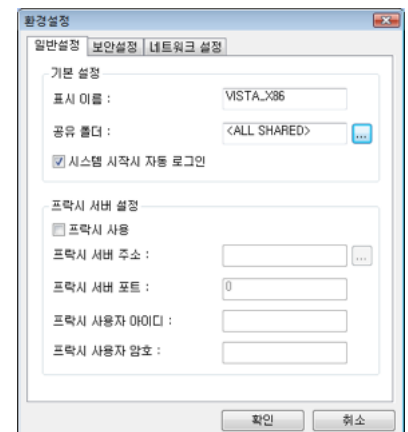 환경설정
일반설정 보안설정 네트워크 설정
기본 설정
표시 이름 : VISTA_X86
공유 폴더 : <ALL SHARED> ...
시스템 시작시 자동 로그인
프락시 서버 설정
프락시 사용
프락시 서버 주소 : ...
프락시 서버 포트 : 0
프락시 사용자 아이디 :
프락시 사용자 암호 :
확인 취소